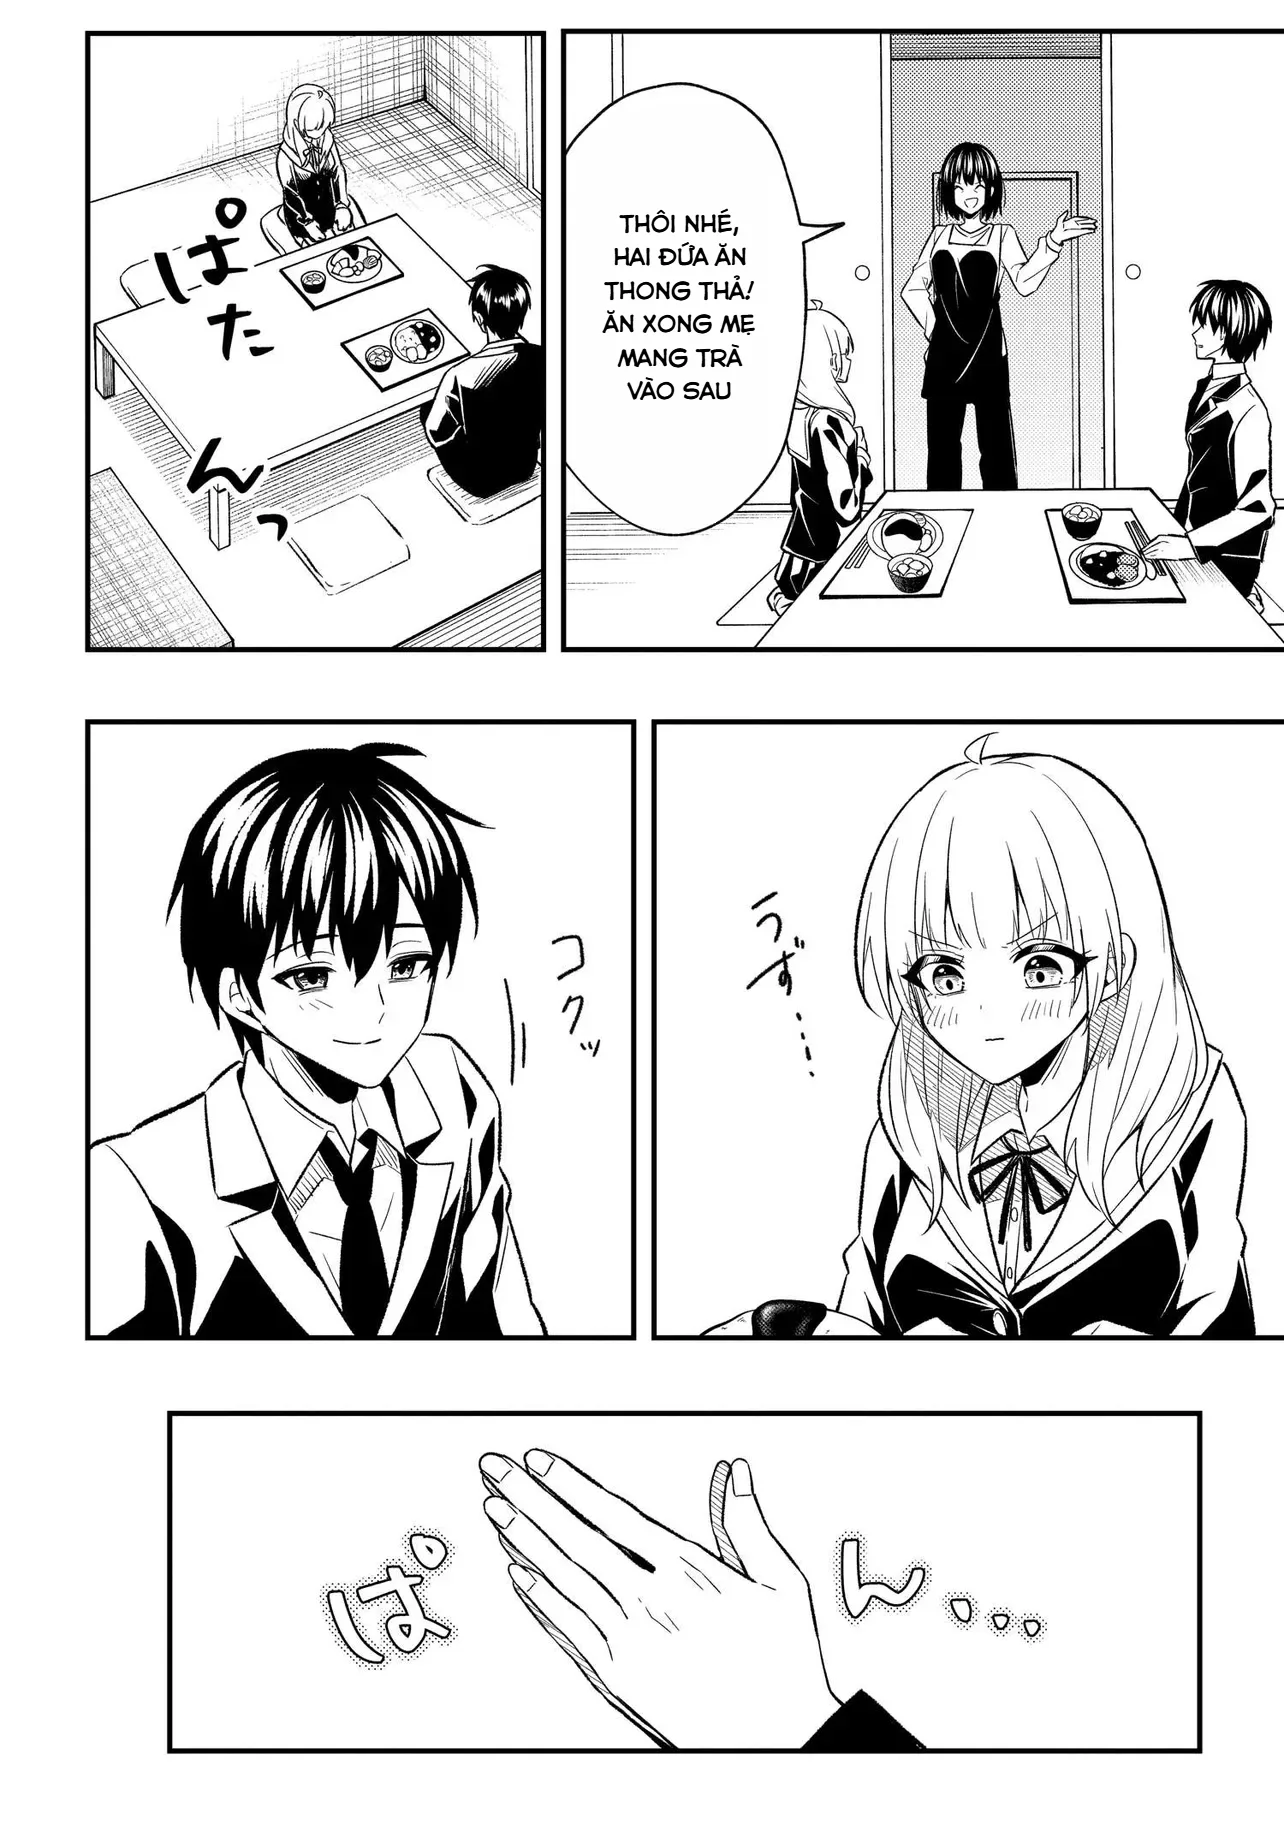 THÔI NHÉ,
HAI ĐỨA ĂN
THONG THẢ!
ĂN XONG MẸ
MANG TRÀ
VÀO SAU
ぱたんっ
うず…
コクッ
ぱん…